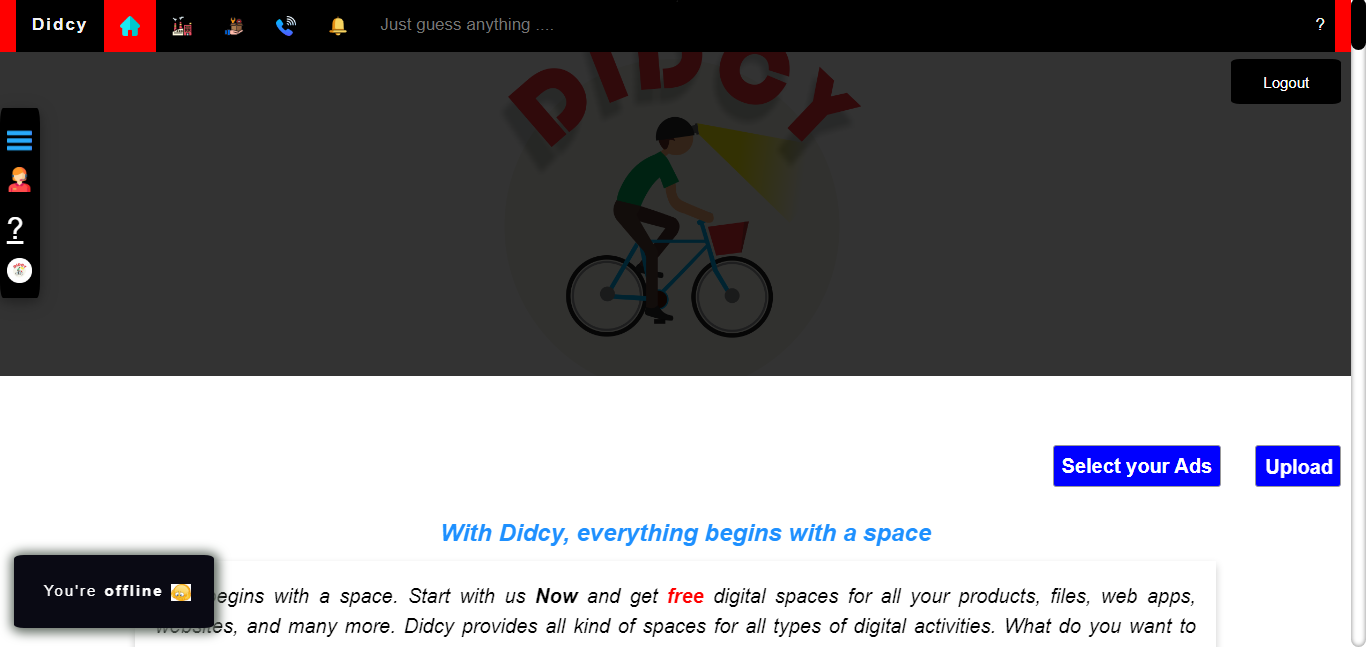 Didcy
Just guess anything ....
?
DIDCY
Logout
?
Select your Ads
Upload
With Didcy, everything begins with a space
You're offline
egins with a space. Start with us Now and get free digital spaces for all your products, files, web apps,
websites, and many more. Didcy provides all kind of spaces for all types of digital activities. What do you want to